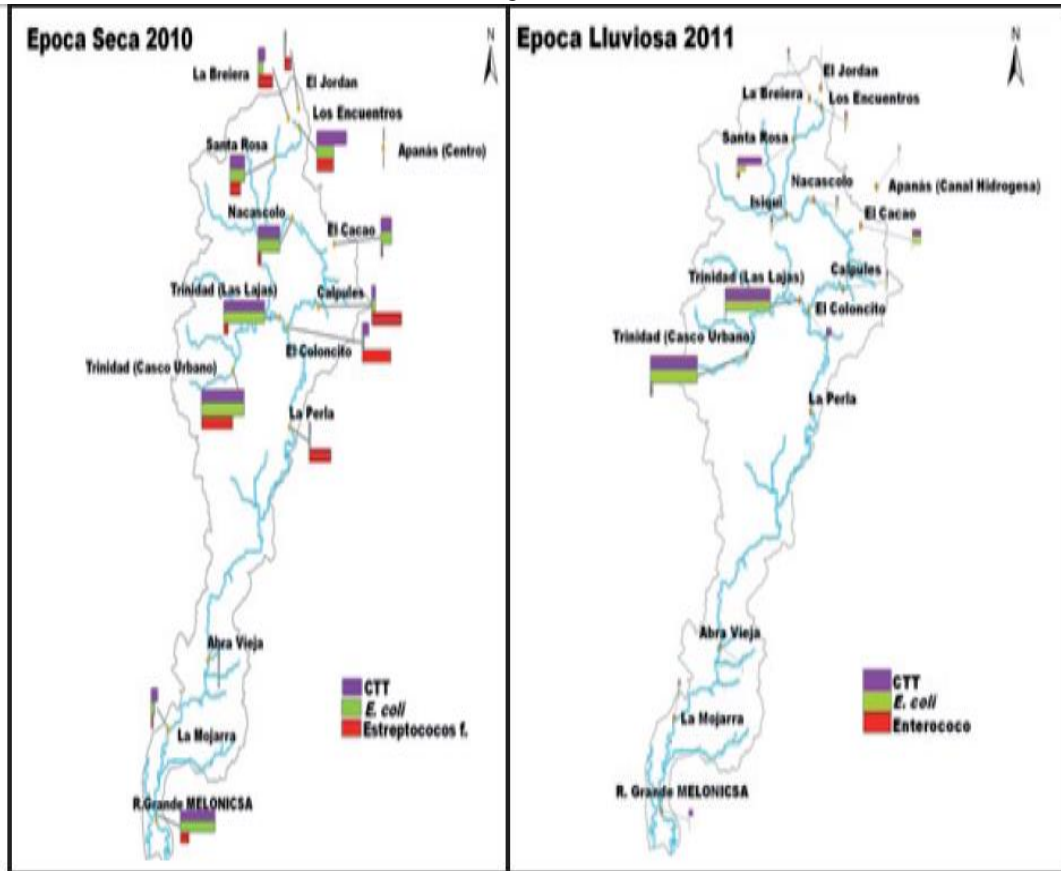 Epoca Seca 2010
N
La Breiera
El Jordan
Los Encuentros
Santa Rosa
Apanás (Centro)
Nacascolo
El Cacao
Trinidad (Las Lajas)
Calpules
El Coloncito
Trinidad (Casco Urbano)
La Perla
Abra Vieja
CTT
E. coli
Estreptococos f.
La Mojarra
R.Grande MELONICSA
Epoca Lluviosa 2011
N
El Jordan
La Breiera
Los Encuentros
Santa Rosa
Nacascolo
Apanás (Canal Hidrogesa)
Isiqui
El Cacao
Calpules
Trinidad (Las Lajas)
El Coloncito
Trinidad (Casco Urbano)
La Perla
Abra Vieja
CTT
E. coli
Enterococo
La Mojarra
R. Grande MELONICSA